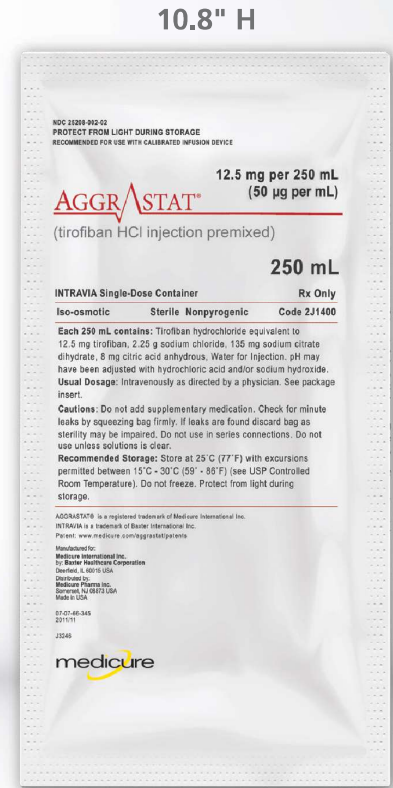 10.8" H
NDC 25208-002-02
PROTECT FROM LIGHT DURING STORAGE
RECOMMENDED FOR USE WITH CALIBRATED INFUSION DEVICE
12.5 mg per 250 mL
(50 µg per mL)
AGGRASTAT®
(tirofiban HCl injection premixed)
250 mL
INTRAVIA Single-Dose Container Rx Only
Iso-osmotic Sterile Nonpyrogenic Code 2J1400
Each 250 mL contains: Tirofiban hydrochloride equivalent to
12.5 mg tirofiban, 2.25 g sodium chloride, 135 mg sodium citrate
dihydrate, 8 mg citric acid anhydrous, Water for Injection. pH may
have been adjusted with hydrochloric acid and/or sodium hydroxide.
Usual Dosage: Intravenously as directed by a physician. See package
insert.
Cautions: Do not add supplementary medication. Check for minute
leaks by squeezing bag firmly. If leaks are found discard bag as
sterility may be impaired. Do not use in series connections. Do not
use unless solutions is clear.
Recommended Storage: Store at 25°C (77°F) with excursions
permitted between 15°C - 30°C (59° - 86°F) (see USP Controlled
Room Temperature). Do not freeze. Protect from light during
storage.
AGGRASTAT® is a registered trademark of Medicure International Inc.
INTRAVIA is a trademark of Baxter International Inc.
Patent: www.medicure.com/aggrastat/patents
Manufactured for:
Medicure International Inc.
by: Baxter Healthcare Corporation
Deerfield, IL 60015 USA
Distributed by:
Medicure Pharma Inc.
Somerset, NJ 08873 USA
Made in USA
07-07-66-345
2011/11
J3246
medicure